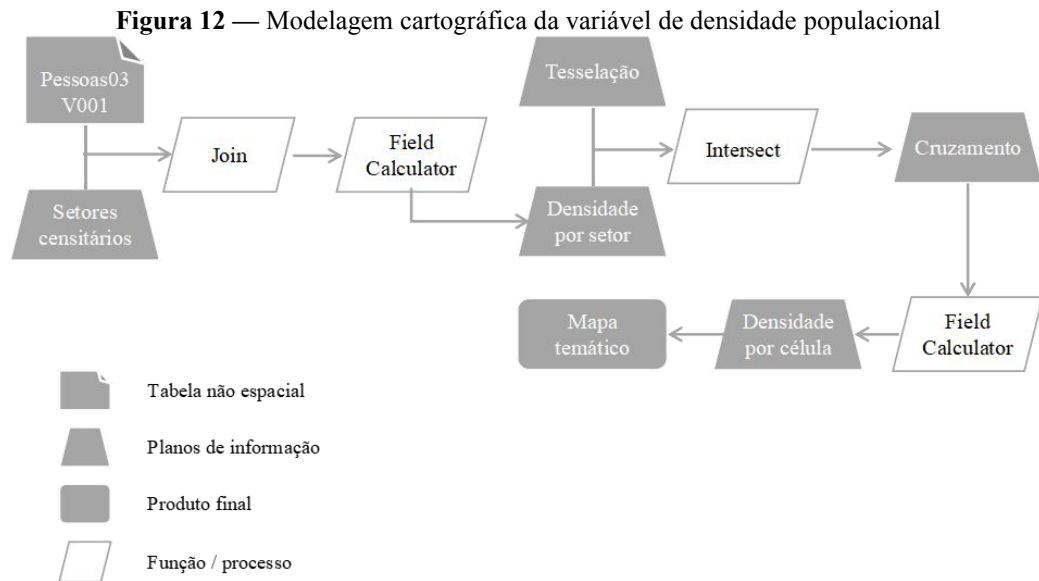 Figura 12 — Modelagem cartográfica da variável de densidade populacional
Pessoas03
V001
Setores
censitários
Join
Field
Calculator
Tesselação
Densidade
por setor
Intersect
Cruzamento
Field
Calculator
Densidade
por célula
Mapa
temático
Tabela não espacial
Planos de informação
Produto final
Função / processo